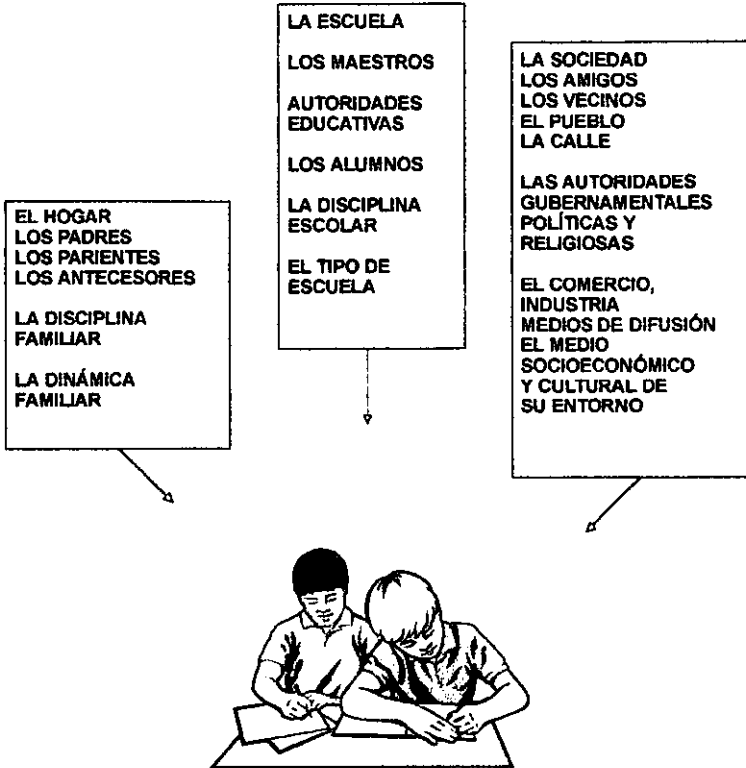 EL HOGAR
LOS PADRES
LOS PARIENTES
LOS ANTECESORES
LA DISCIPLINA
FAMILIAR
LA DINÁMICA
FAMILIAR
LA ESCUELA
LOS MAESTROS
AUTORIDADES
EDUCATIVAS
LOS ALUMNOS
LA DISCIPLINA
ESCOLAR
EL TIPO DE
ESCUELA
LA SOCIEDAD
LOS AMIGOS
LOS VECINOS
EL PUEBLO
LA CALLE
LAS AUTORIDADES
GUBERNAMENTALES
POLÍTICAS Y
RELIGIOSAS
EL COMERCIO,
INDUSTRIA
MEDIOS DE DIFUSIÓN
EL MEDIO
SOCIOECONÓMICO
Y CULTURAL DE
SU ENTORNO